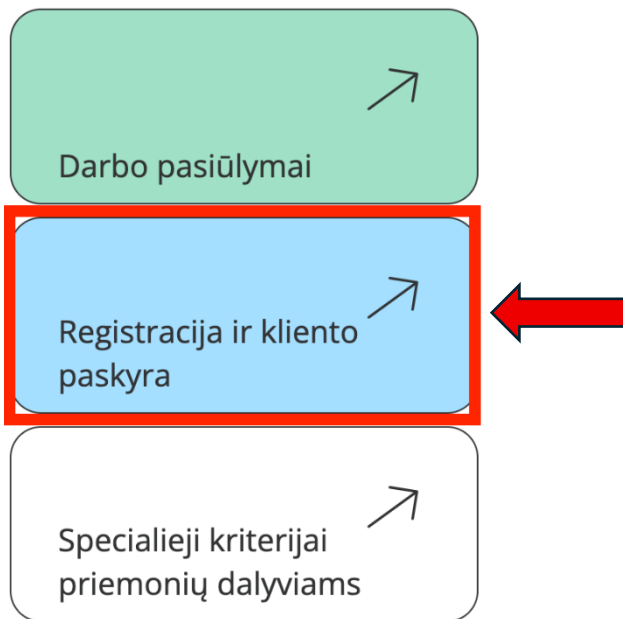 Darbo pasiūlymai
Registracija ir kliento
paskyra
Specialieji kriterijai
priemonių dalyviams